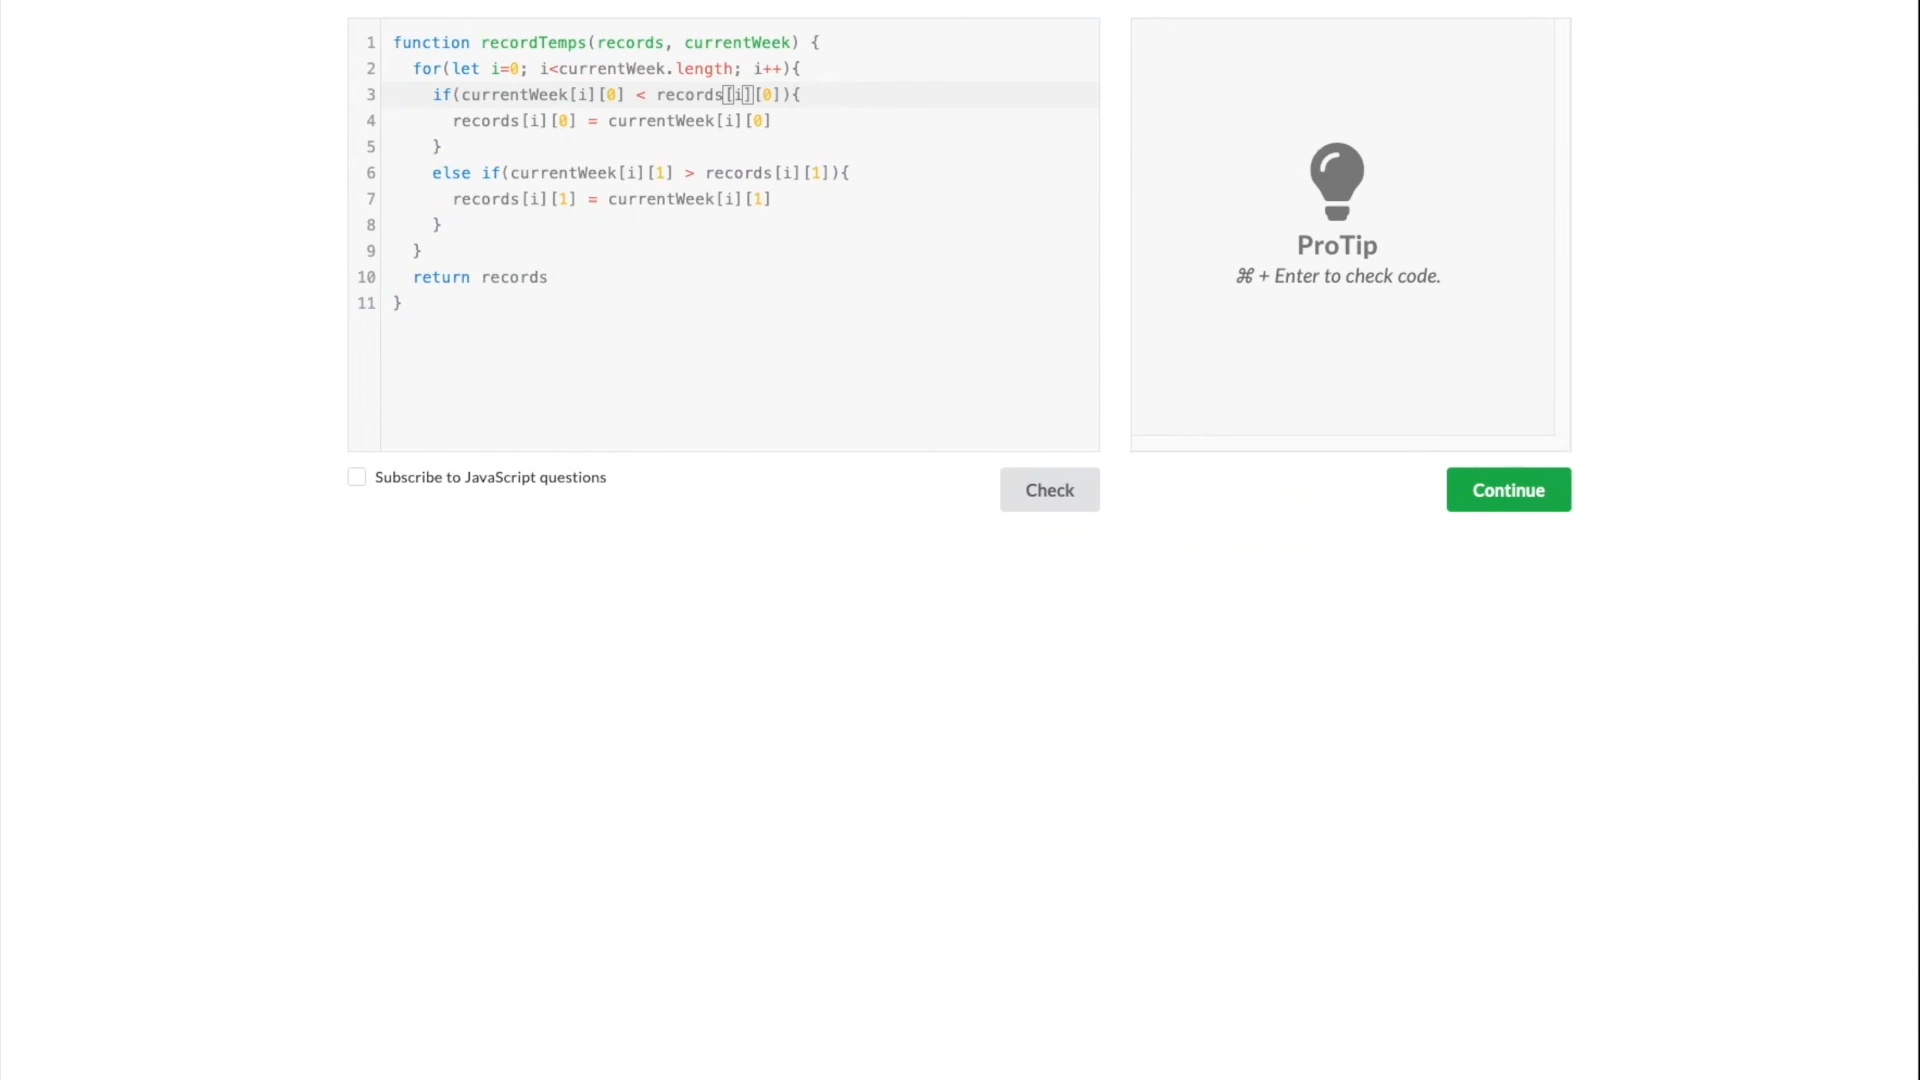 1 function recordTemps(records, currentWeek) {
2 for(let i=0; i<currentWeek.length; i++){
3 if(currentWeek[i][0] < records[i][0]){
4 records[i][0] = currentWeek[i][0]
5 }
6 else if(currentWeek[i][1] > records[i][1]){
7 records[i][1] = currentWeek[i][1]
8 }
9 }
10 return records
11 }
ProTip
⌘ + Enter to check code.
Subscribe to JavaScript questions
Check
Continue